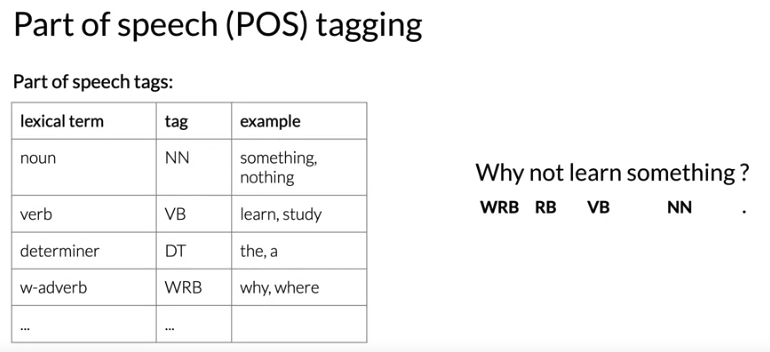 Part of speech (POS) tagging
Part of speech tags:
lexical term tag example
noun NN something,
nothing
verb VB learn, study
determiner DT the, a
w-adverb WRB why, where
... ...
Why not learn something ?
WRB RB VB NN .